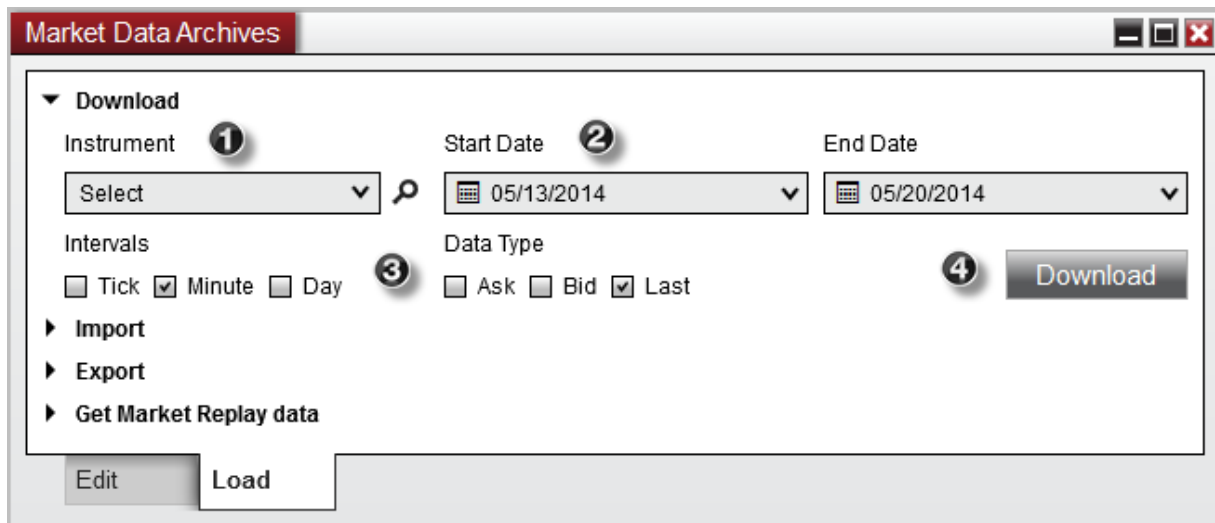 Market Data Archives
Download
Instrument 1 Start Date 2 End Date
Select 05/13/2014 05/20/2014
Intervals Data Type
Tick Minute Day 3 Ask Bid Last 4 Download
Import
Export
Get Market Replay data
Edit Load